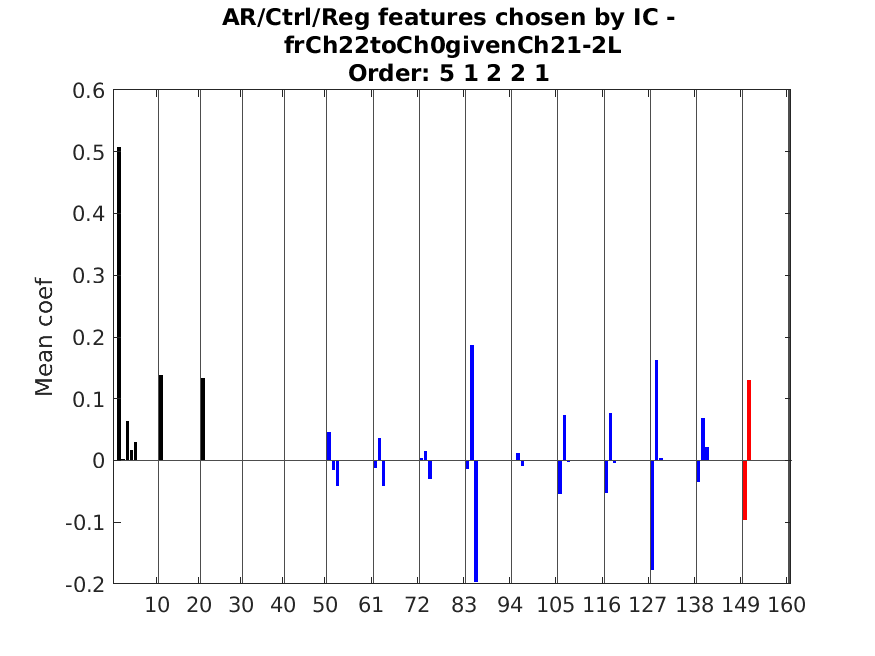 AR/Ctrl/Reg features chosen by IC -
frCh22toCh0givenCh21-2L
Order: 5 1 2 2 1
0.6
0.5
0.4
0.3
0.2
0.1
0
-0.1
-0.2
Mean coef
10 20 30 40 50 61 72 83 94 105 116 127 138 149 160